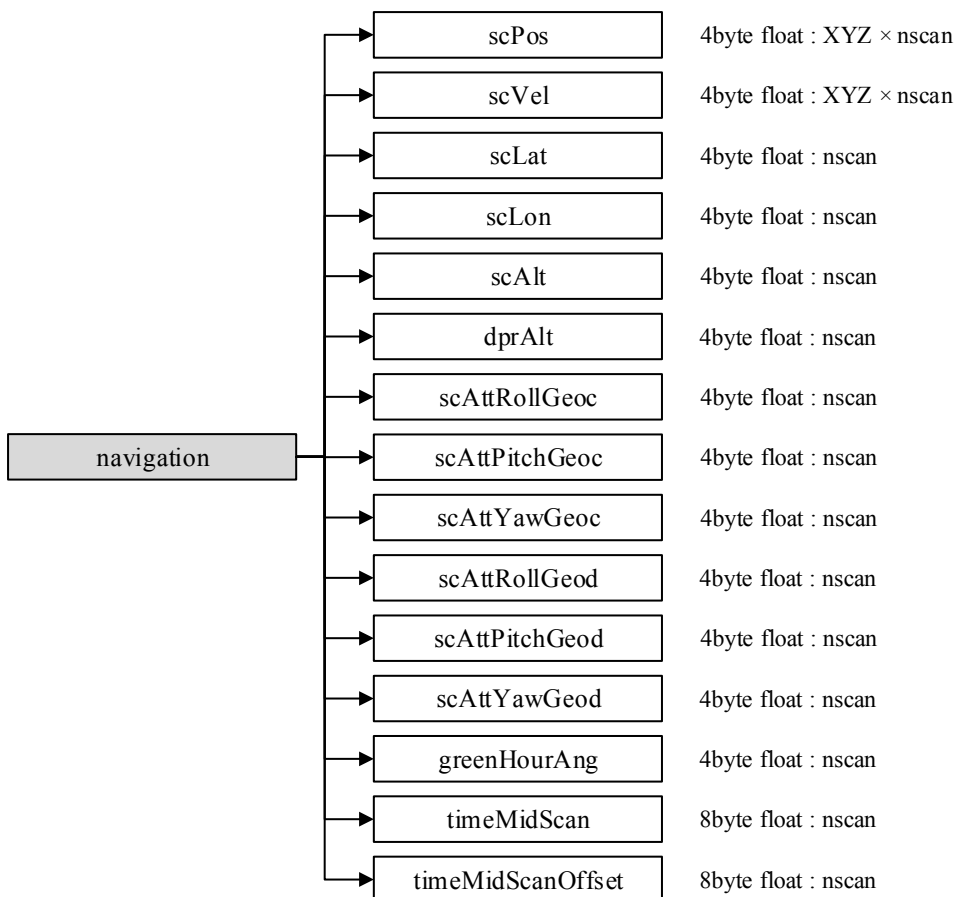 scPos 4byte float : XYZ × nscan
scVel 4byte float : XYZ × nscan
scLat 4byte float : nscan
scLon 4byte float : nscan
scAlt 4byte float : nscan
dprAlt 4byte float : nscan
scAttRollGeoc 4byte float : nscan
navigation scAttPitchGeoc 4byte float : nscan
scAttYawGeoc 4byte float : nscan
scAttRollGeod 4byte float : nscan
scAttPitchGeod 4byte float : nscan
scAttYawGeod 4byte float : nscan
greenHourAng 4byte float : nscan
timeMidScan 8byte float : nscan
timeMidScanOffset 8byte float : nscan